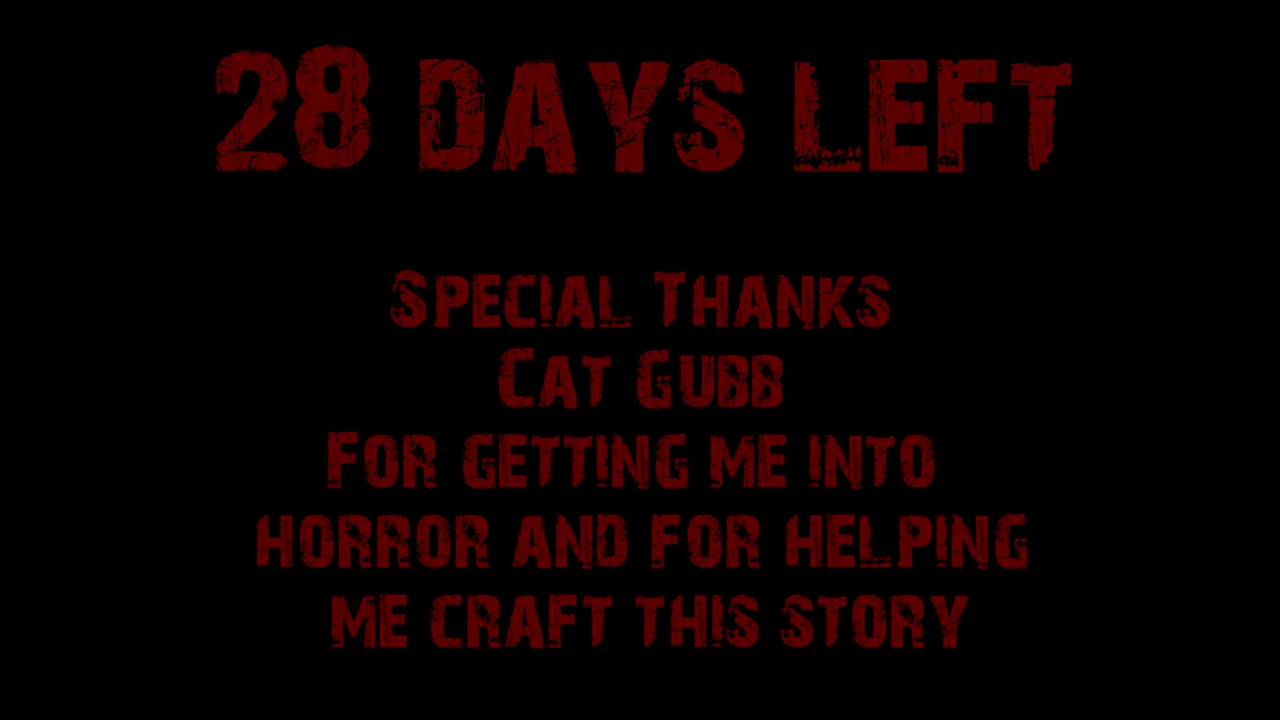 28 DAYS LEFT
SPECIAL THANKS
CAT GUBB
FOR GETTING ME INTO
HORROR AND FOR HELPING
ME CRAFT THIS STORY